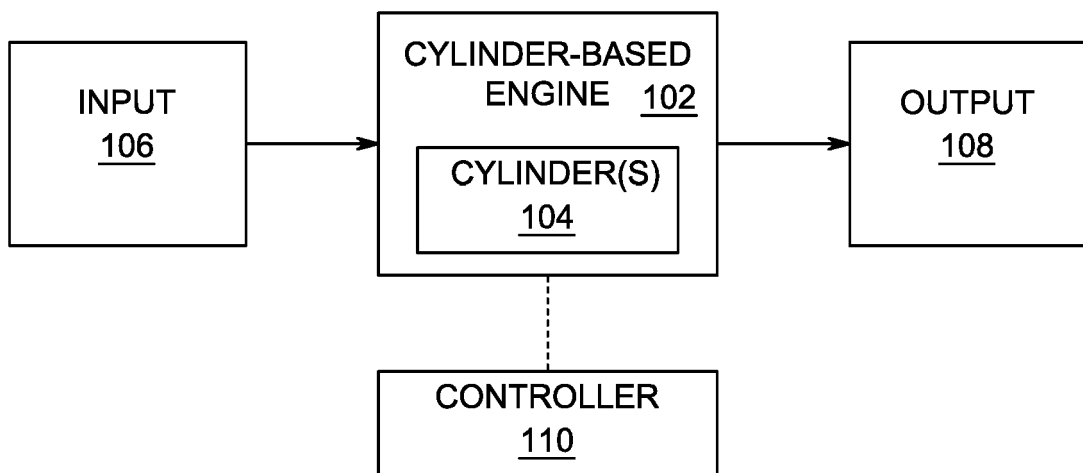 INPUT
106
CYLINDER-BASED
ENGINE 102
CYLINDER(S)
104
OUTPUT
108
CONTROLLER
110